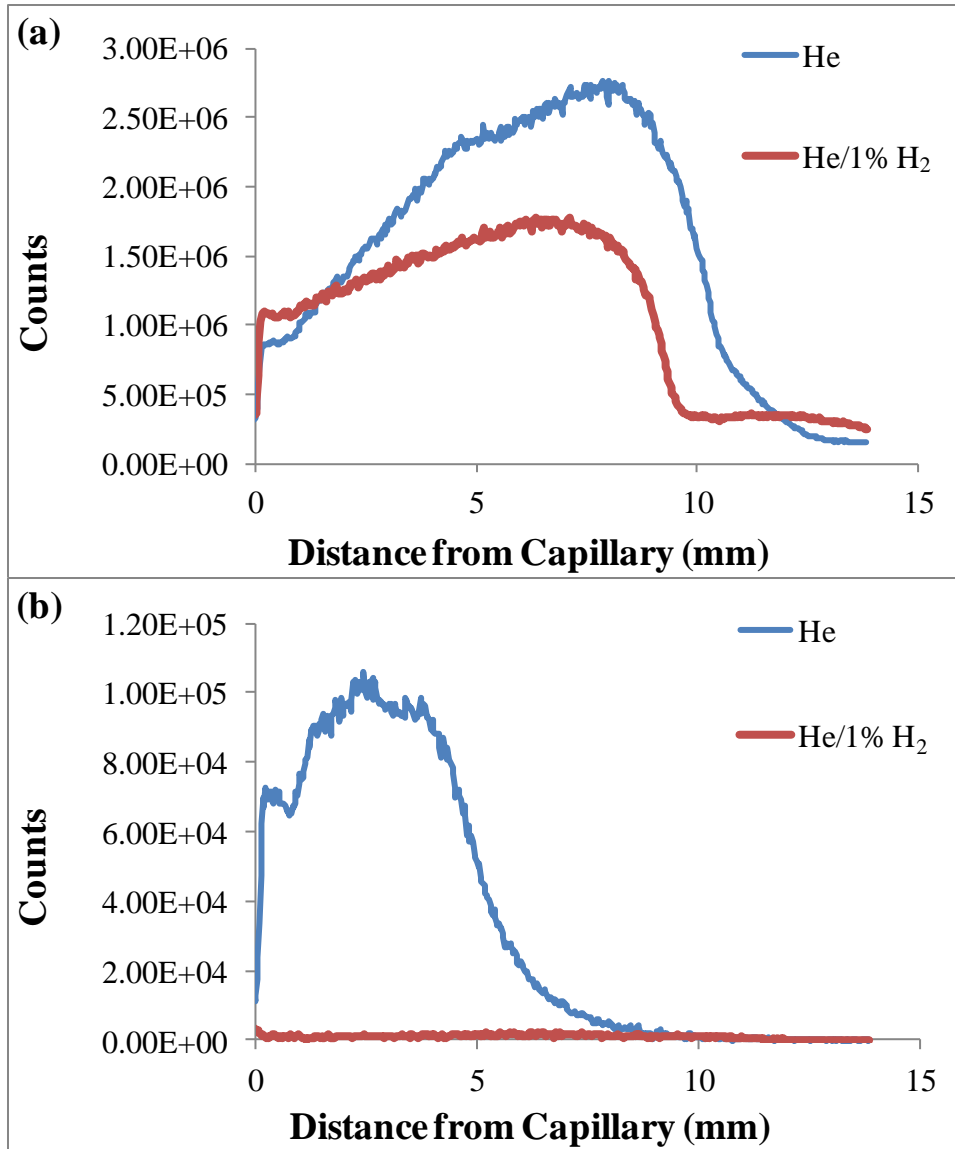 (a)
3.00E+06
2.50E+06
2.00E+06
1.50E+06
1.00E+06
5.00E+05
0.00E+00
Counts
He
He/1% H₂
0 5 10 15
Distance from Capillary (mm)
(b)
1.20E+05
1.00E+05
8.00E+04
6.00E+04
4.00E+04
2.00E+04
0.00E+00
Counts
He
He/1% H₂
0 5 10 15
Distance from Capillary (mm)